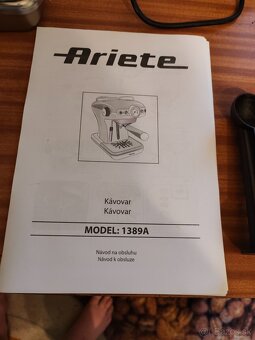 Ariete
Kávovar
Kávovar
MODEL: 1389A
Návod na obsluhu
Návod k obsluze